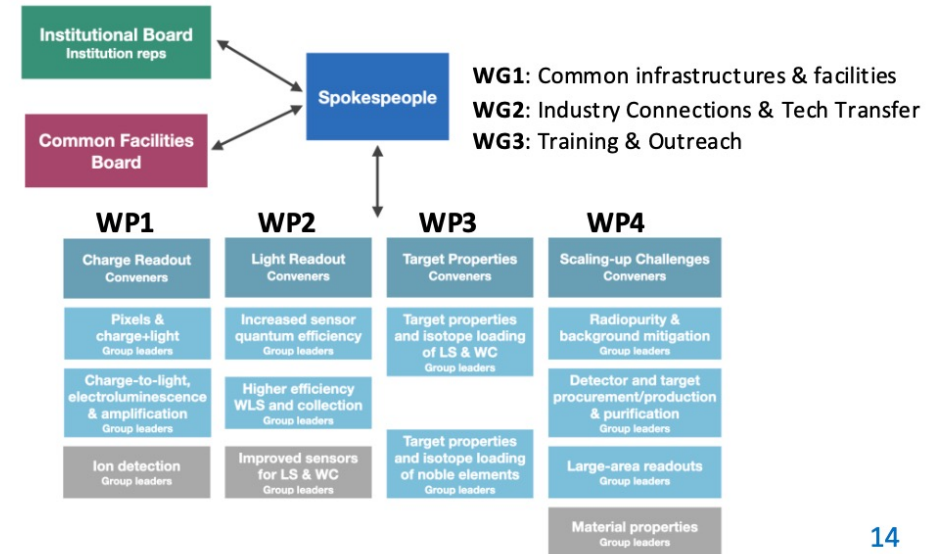 Institutional Board
Institution reps
Common Facilities
Board
Spokespeople
WG1: Common infrastructures & facilities
WG2: Industry Connections & Tech Transfer
WG3: Training & Outreach
WP1
Charge Readout
Conveners
Pixels &
charge+light
Group leaders
Charge-to-light,
electroluminescence
& amplification
Group leaders
Ion detection
Group leaders
WP2
Light Readout
Conveners
Increased sensor
quantum efficiency
Group leaders
Higher efficiency
WLS and collection
Group leaders
Improved sensors
for LS & WC
Group leaders
WP3
Target Properties
Conveners
Target properties
and isotope loading
of LS & WC
Group leaders
Target properties
and isotope loading
of noble elements
Group leaders
WP4
Scaling-up Challenges
Conveners
Radiopurity &
background mitigation
Group leaders
Detector and target
procurement/production
& purification
Group leaders
Large-area readouts
Group leaders
Material properties
Group leaders
14